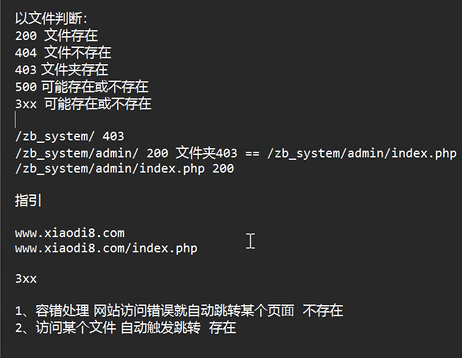 以文件判断：
200 文件存在
404 文件不存在
403 文件夹存在
500 可能存在或不存在
3xx 可能存在或不存在
/zb_system/ 403
/zb_system/admin/ 200 文件夹403 == /zb_system/admin/index.php
/zb_system/admin/index.php 200
指引
www.xiaodi8.com
www.xiaodi8.com/index.php
3xx
1、容错处理 网站访问错误就自动跳转某个页面 不存在
2、访问某个文件 自动触发跳转 存在